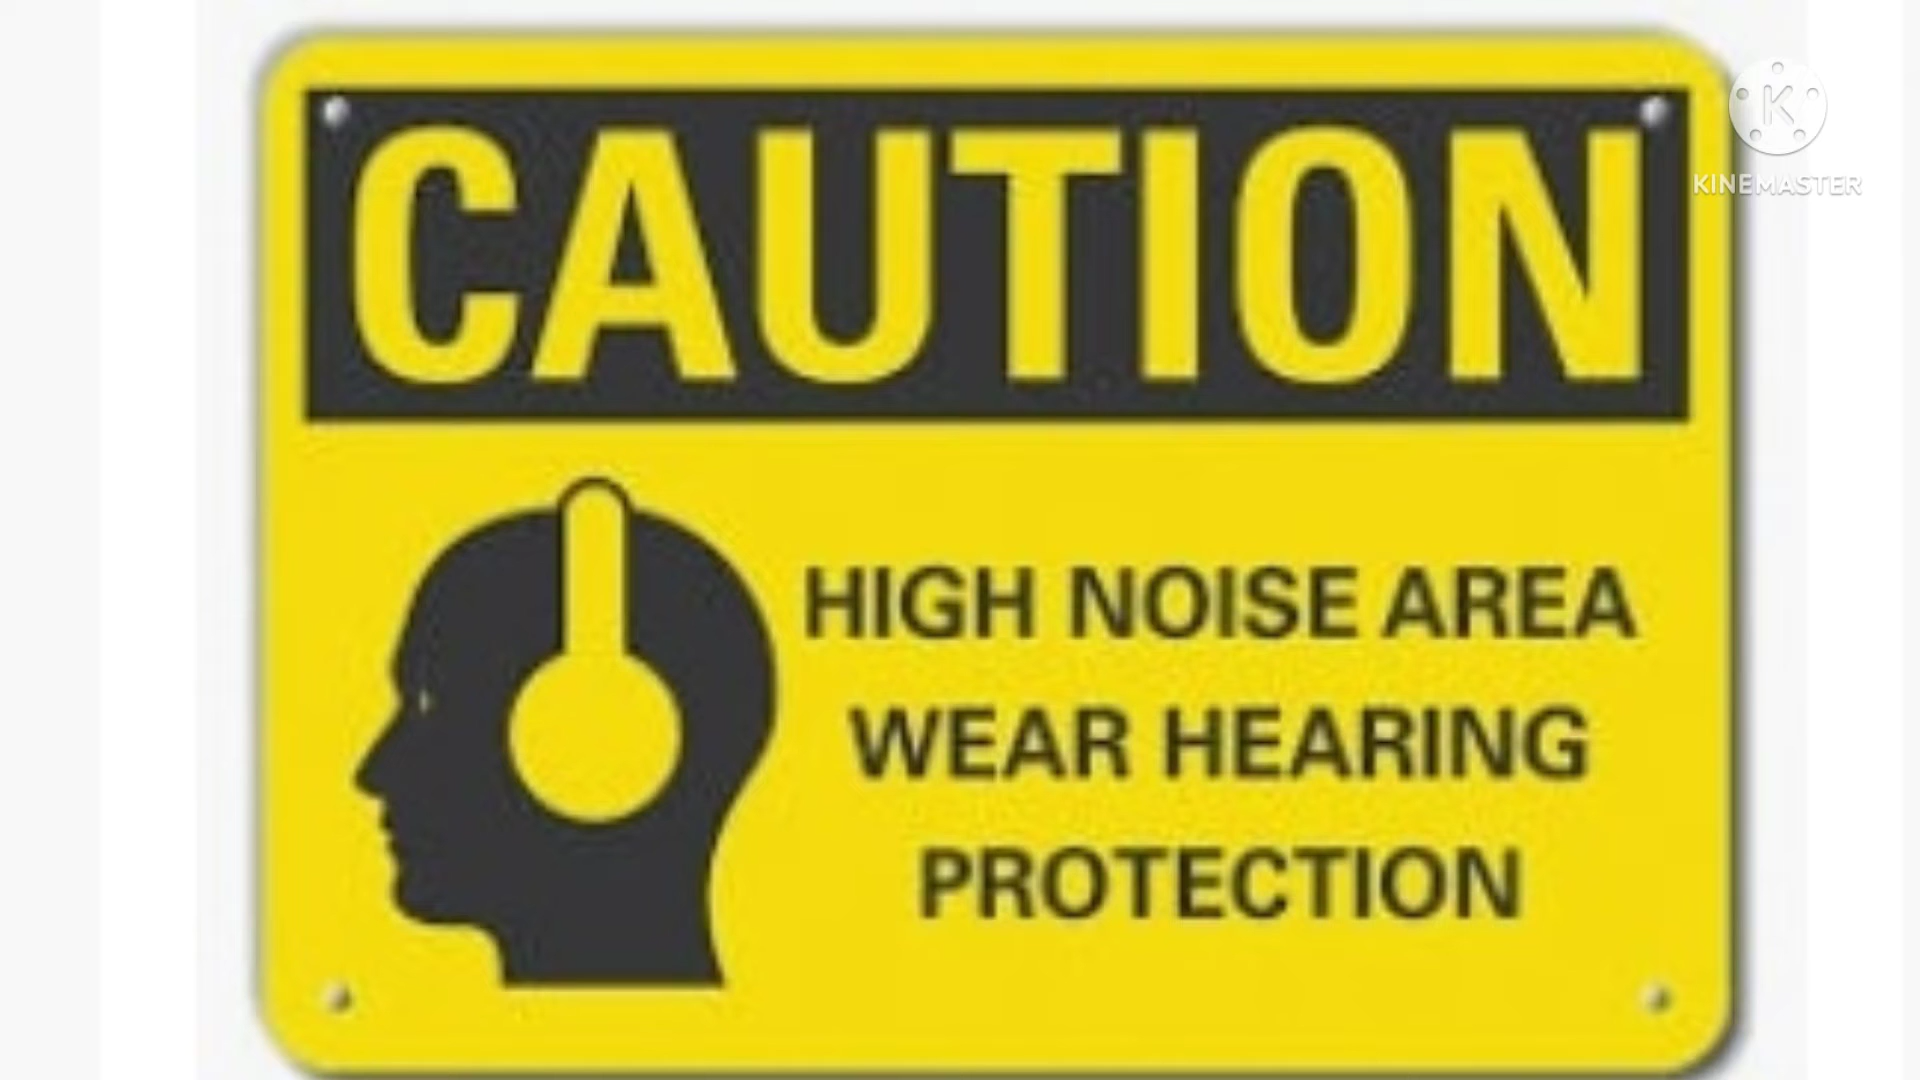 CAUTION
HIGH NOISE AREA
WEAR HEARING
PROTECTION
K
KINEMASTER